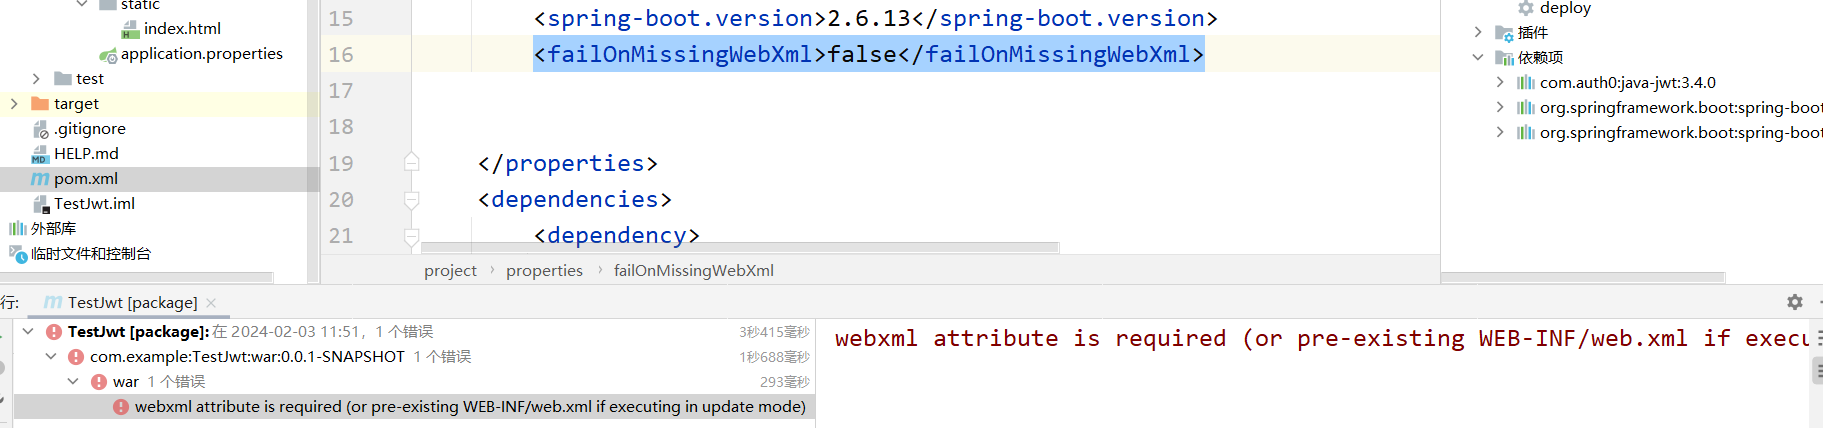 static
index.html
application.properties
test
target
.gitignore
HELP.md
pom.xml
TestJwt.iml
外部库
临时文件和控制台
15 <spring-boot.version>2.6.13</spring-boot.version>
16 <failOnMissingWebXml>false</failOnMissingWebXml>
17
18
19 </properties>
20 <dependencies>
21 <dependency>
project › properties › failOnMissingWebXml
deploy
插件
依赖项
com.auth0:java-jwt:3.4.0
org.springframework.boot:spring-boot
org.springframework.boot:spring-boot
行: TestJwt [package] ×
TestJwt [package]: 在 2024-02-03 11:51, 1 个错误 3秒415毫秒
com.example:TestJwt:war:0.0.1-SNAPSHOT 1 个错误 1秒688毫秒
war 1 个错误 293毫秒
webxml attribute is required (or pre-existing WEB-INF/web.xml if executing in update mode)
webxml attribute is required (or pre-existing WEB-INF/web.xml if execu